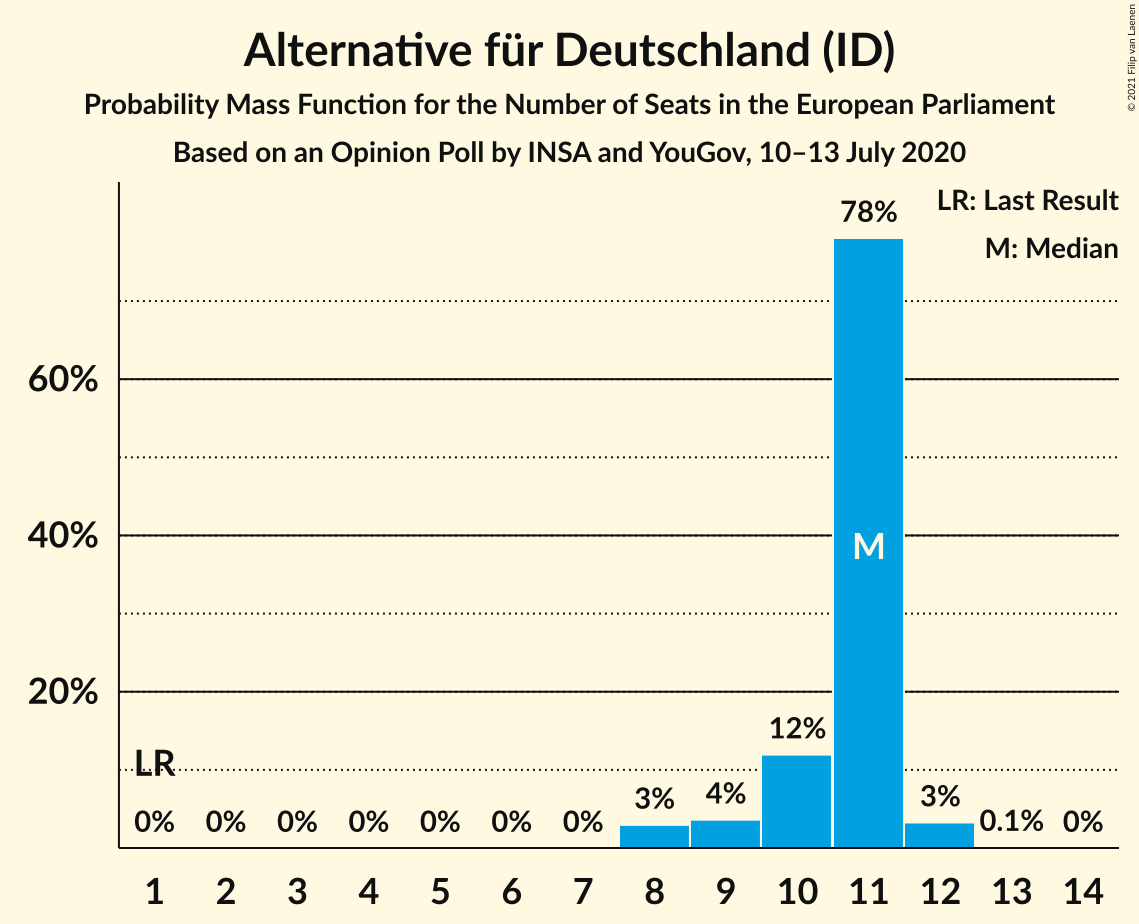 Alternative für Deutschland (ID)
Probability Mass Function for the Number of Seats in the European Parliament
Based on an Opinion Poll by INSA and YouGov, 10–13 July 2020
© 2021 Filip van Laenen
LR: Last Result
M: Median
78%
60%
40%
M
20%
12%
LR
0% 0% 0% 0% 0% 0% 0% 3% 4% 3% 0.1% 0%
1 2 3 4 5 6 7 8 9 10 11 12 13 14